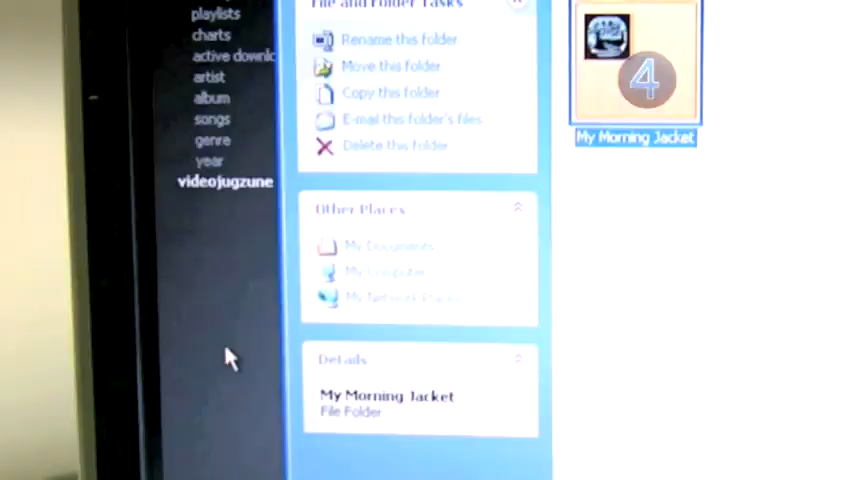 playlists
charts
active downlo
artist
album
songs
genre
year
videojugzune
File and Folder Tasks
Rename this folder
Move this folder
Copy this folder
E-mail this folder's files
Delete this folder
Other Places
My Documents
My Computer
My Network Places
Details
My Morning Jacket
File Folder
4
My Morning Jacket